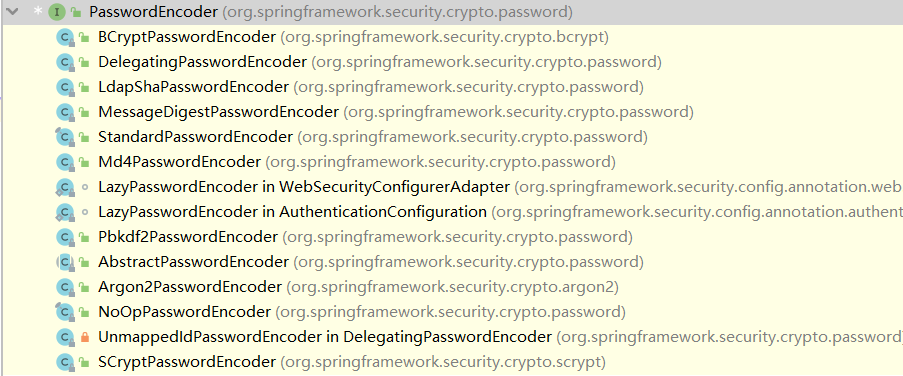 PasswordEncoder (org.springframework.security.crypto.password)
BCryptPasswordEncoder (org.springframework.security.crypto.bcrypt)
DelegatingPasswordEncoder (org.springframework.security.crypto.password)
LdapShaPasswordEncoder (org.springframework.security.crypto.password)
MessageDigestPasswordEncoder (org.springframework.security.crypto.password)
StandardPasswordEncoder (org.springframework.security.crypto.password)
Md4PasswordEncoder (org.springframework.security.crypto.password)
LazyPasswordEncoder in WebSecurityConfigurerAdapter (org.springframework.security.config.annotation.web
LazyPasswordEncoder in AuthenticationConfiguration (org.springframework.security.config.annotation.authent
Pbkdf2PasswordEncoder (org.springframework.security.crypto.password)
AbstractPasswordEncoder (org.springframework.security.crypto.password)
Argon2PasswordEncoder (org.springframework.security.crypto.argon2)
NoOpPasswordEncoder (org.springframework.security.crypto.password)
UnmappedIdPasswordEncoder in DelegatingPasswordEncoder (org.springframework.security.crypto.password
SCryptPasswordEncoder (org.springframework.security.crypto.scrypt)